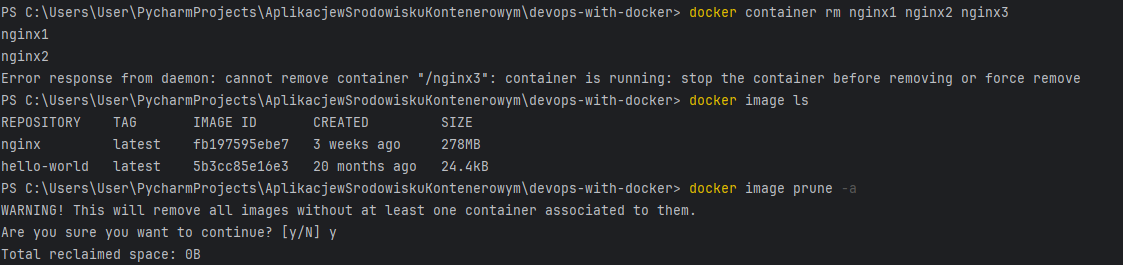 PS C:\Users\User\PycharmProjects\AplikacjewSrodowiskuKontenerowym\devops-with-docker> docker container rm nginx1 nginx2 nginx3
nginx1
nginx2
Error response from daemon: cannot remove container "/nginx3": container is running: stop the container before removing or force remove
PS C:\Users\User\PycharmProjects\AplikacjewSrodowiskuKontenerowym\devops-with-docker> docker image ls
REPOSITORY    TAG       IMAGE ID       CREATED         SIZE
nginx         latest    fb197595ebe7   3 weeks ago     278MB
hello-world   latest    5b3cc85e16e3   20 months ago   24.4kB
PS C:\Users\User\PycharmProjects\AplikacjewSrodowiskuKontenerowym\devops-with-docker> docker image prune -a
WARNING! This will remove all images without at least one container associated to them.
Are you sure you want to continue? [y/N] y
Total reclaimed space: 0B